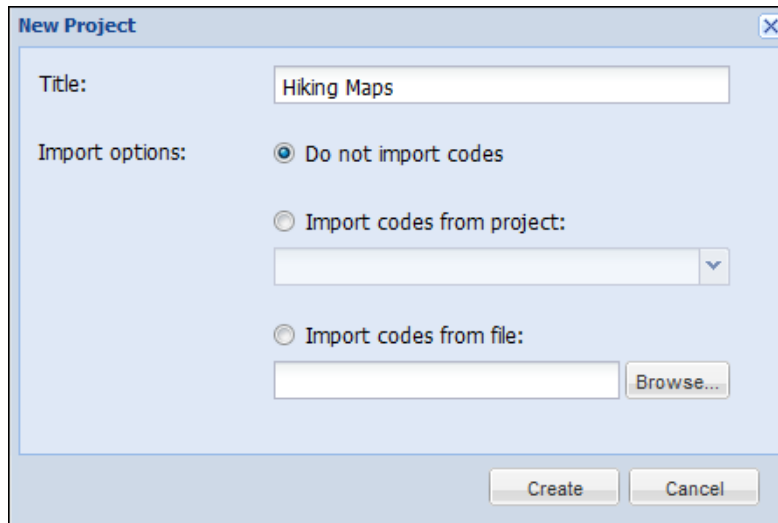 New Project
Title: Hiking Maps
Import options: Do not import codes
Import codes from project:
Import codes from file:
Browse...
Create Cancel